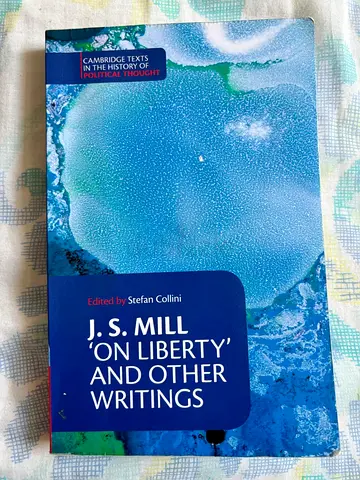 CAMBRIDGE TEXTS
IN THE HISTORY OF
POLITICAL THOUGHT
Edited by Stefan Collini
J. S. MILL
‘ON LIBERTY’
AND OTHER
WRITINGS